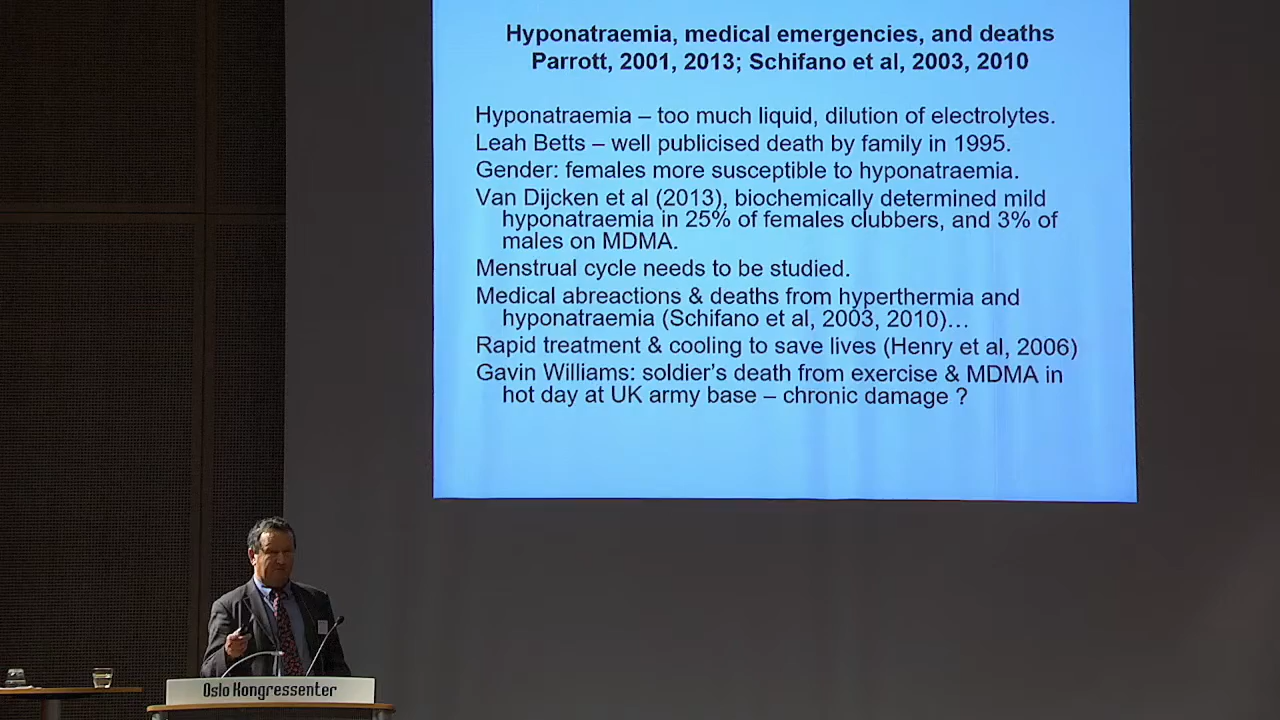 Hyponatraemia, medical emergencies, and deaths
Parrott, 2001, 2013; Schifano et al, 2003, 2010
Hyponatraemia – too much liquid, dilution of electrolytes.
Leah Betts – well publicised death by family in 1995.
Gender: females more susceptible to hyponatraemia.
Van Dijcken et al (2013), biochemically determined mild
hyponatraemia in 25% of females clubbers, and 3% of
males on MDMA.
Menstrual cycle needs to be studied.
Medical abreactions & deaths from hyperthermia and
hyponatraemia (Schifano et al, 2003, 2010)…
Rapid treatment & cooling to save lives (Henry et al, 2006)
Gavin Williams: soldier's death from exercise & MDMA in
hot day at UK army base – chronic damage ?
Oslo Kongressenter